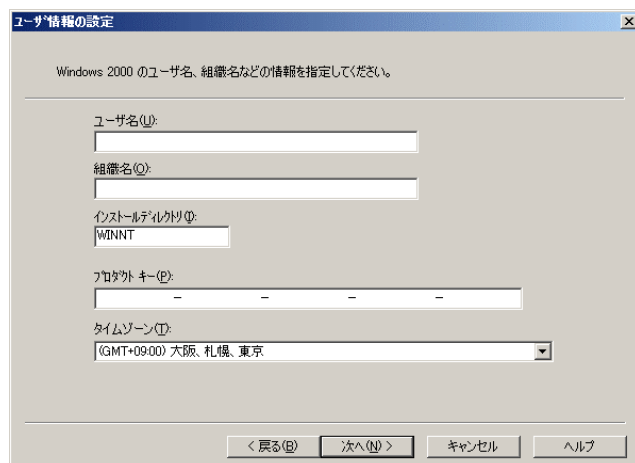 ユーザ情報の設定
Windows 2000 のユーザ名、組織名などの情報を指定してください。
ユーザ名(U):
組織名(O):
インストールディレクトリ(I):
WINNT
プロダクト キー(P):
－ － － －
タイムゾーン(T):
(GMT+09:00) 大阪、札幌、東京
< 戻る(B) 次へ(N) > キャンセル ヘルプ